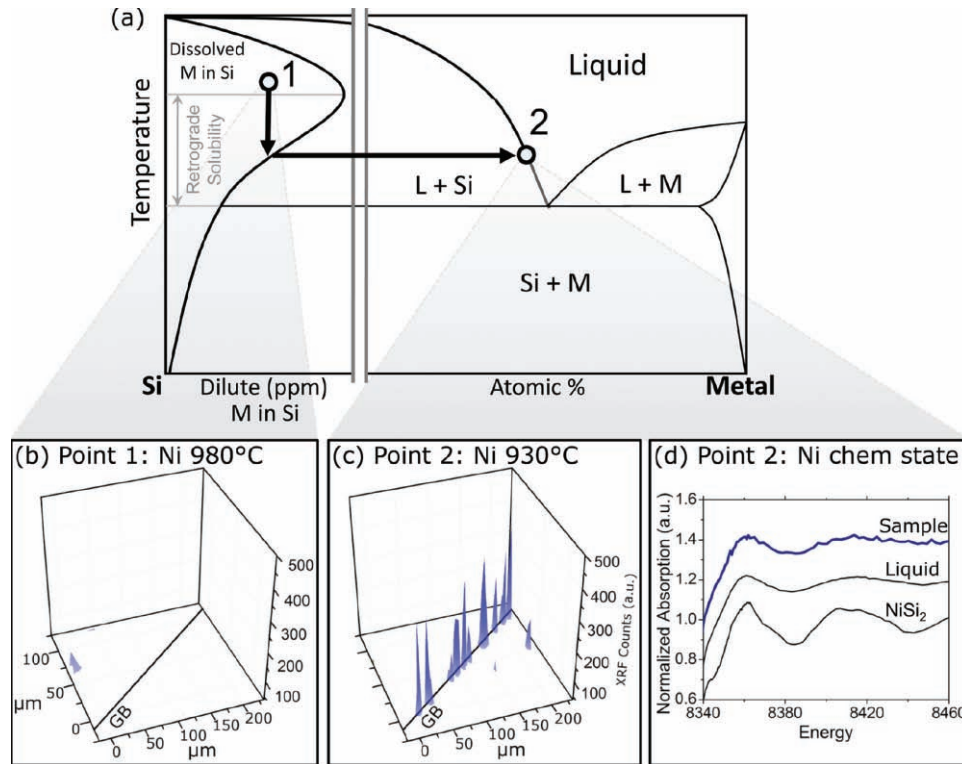 (a)
Dissolved
M in Si
1
Liquid
2
Temperature
Retrograde
Solubility
L + Si
L + M
Si + M
Si
Dilute (ppm)
M in Si
Atomic %
Metal
(b) Point 1: Ni 980°C
500
400
300
200
100
100
50
0
µm
GB
0
50
100
150
200
µm
(c) Point 2: Ni 930°C
500
400
300
200
100
XRF Counts (a.u.)
GB
0
50
100
150
200
µm
(d) Point 2: Ni chem state
Normalized Absorption (a.u.)
1.6
1.4
1.2
1.0
0.8
0.6
Sample
Liquid
NiSi₂
8340
8380
8420
8460
Energy